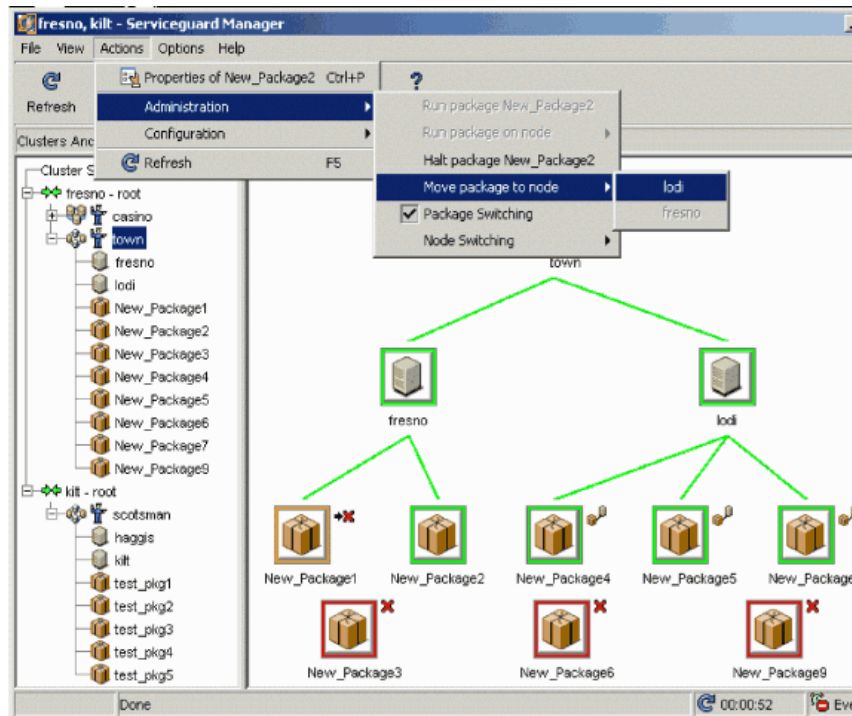 fresno, kilt - Serviceguard Manager
File View Actions Options Help
Refresh
Properties of New_Package2 Ctrl+P
Administration
Configuration
Refresh F5
Run package New_Package2
Run package on node
Halt package New_Package2
Move package to node
Package Switching
Node Switching
lodi
fresno
?
Clusters Anc
Cluster S
fresno - root
casino
town
fresno
lodi
New_Package1
New_Package2
New_Package3
New_Package4
New_Package5
New_Package6
New_Package7
New_Package9
kilt - root
scotsman
haggis
kilt
test_pkg1
test_pkg2
test_pkg3
test_pkg4
test_pkg5
town
fresno
lodi
New_Package1
New_Package2
New_Package4
New_Package5
New_Package
New_Package3
New_Package6
New_Package9
Done
00:00:52
Eve